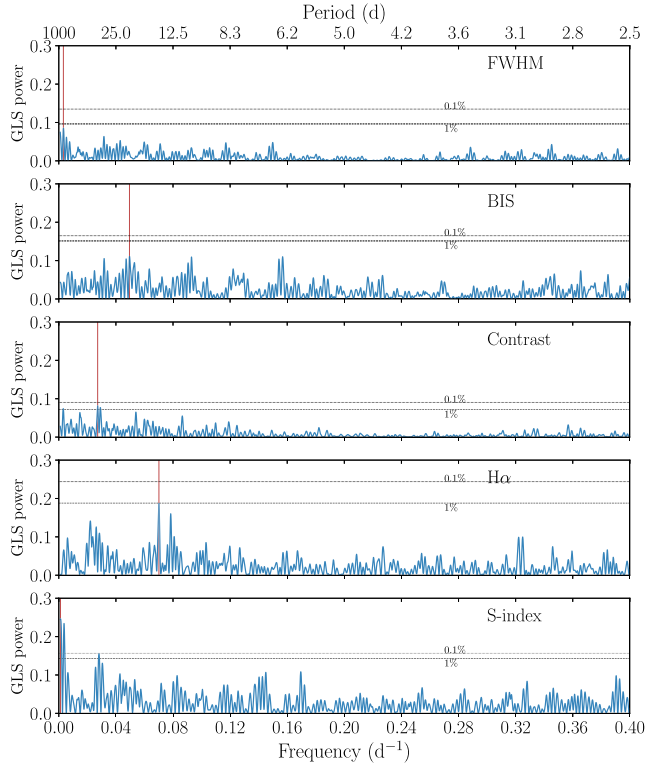 Period (d)
1000 25.0 12.5 8.3 6.2 5.0 4.2 3.6 3.1 2.8 2.5
0.3
0.2
0.1
0.0
GLS power
FWHM
0.1%
1%
0.3
0.2
0.1
0.0
GLS power
BIS
0.1%
1%
0.3
0.2
0.1
0.0
GLS power
Contrast
0.1%
1%
0.3
0.2
0.1
0.0
GLS power
Hα
0.1%
1%
0.3
0.2
0.1
0.0
GLS power
S-index
0.1%
1%
0.00 0.04 0.08 0.12 0.16 0.20 0.24 0.28 0.32 0.36 0.40
Frequency (d⁻¹)